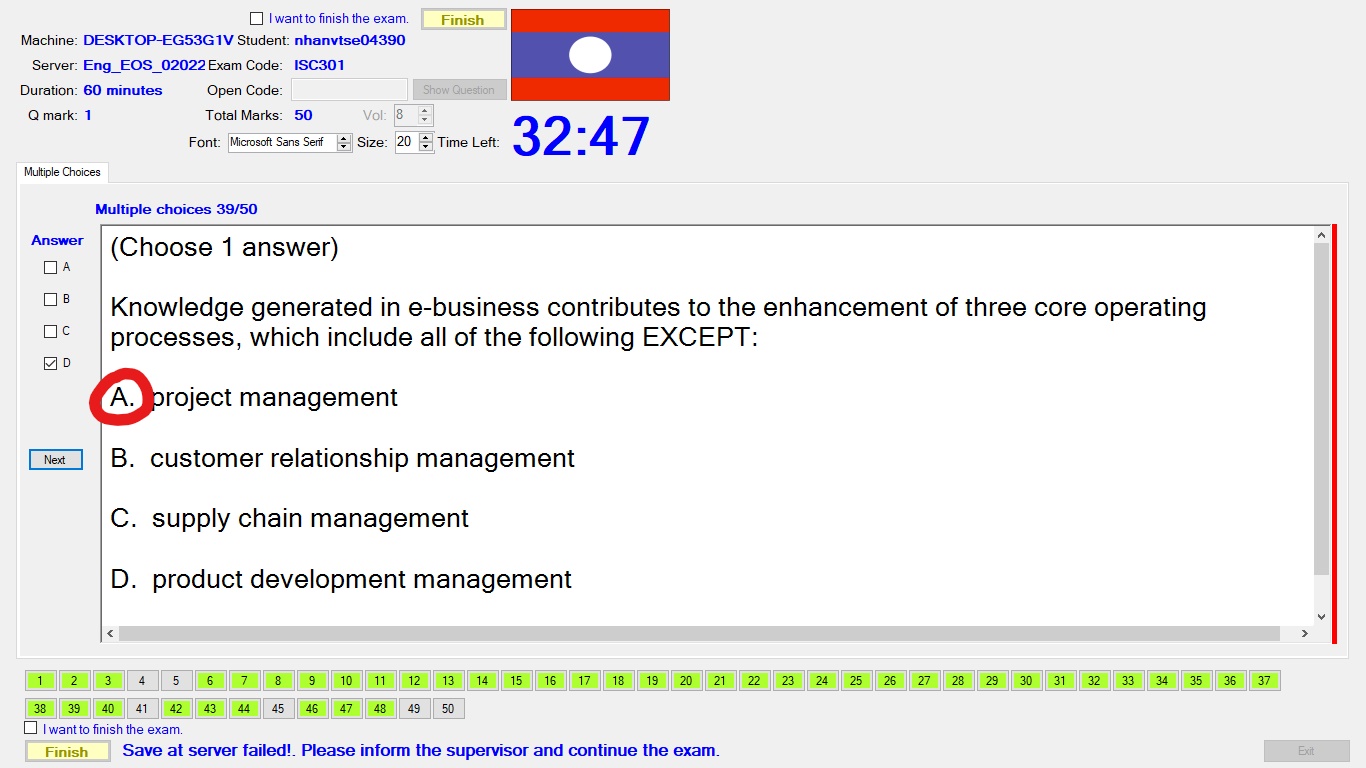 I want to finish the exam. Finish
Machine: DESKTOP-EG53G1V Student: nhanvtse04390
Server: Eng_EOS_02022 Exam Code: ISC301
Duration: 60 minutes Open Code: Show Question
Q mark: 1 Total Marks: 50 Vol: 8
Font: Microsoft Sans Serif Size: 20 Time Left: 32:47
Multiple Choices
Multiple choices 39/50
Answer
A
B
C
D
Next
(Choose 1 answer)
Knowledge generated in e-business contributes to the enhancement of three core operating
processes, which include all of the following EXCEPT:
A. project management
B. customer relationship management
C. supply chain management
D. product development management
1 2 3 4 5 6 7 8 9 10 11 12 13 14 15 16 17 18 19 20 21 22 23 24 25 26 27 28 29 30 31 32 33 34 35 36 37
38 39 40 41 42 43 44 45 46 47 48 49 50
I want to finish the exam.
Finish Save at server failed!. Please inform the supervisor and continue the exam. Exit